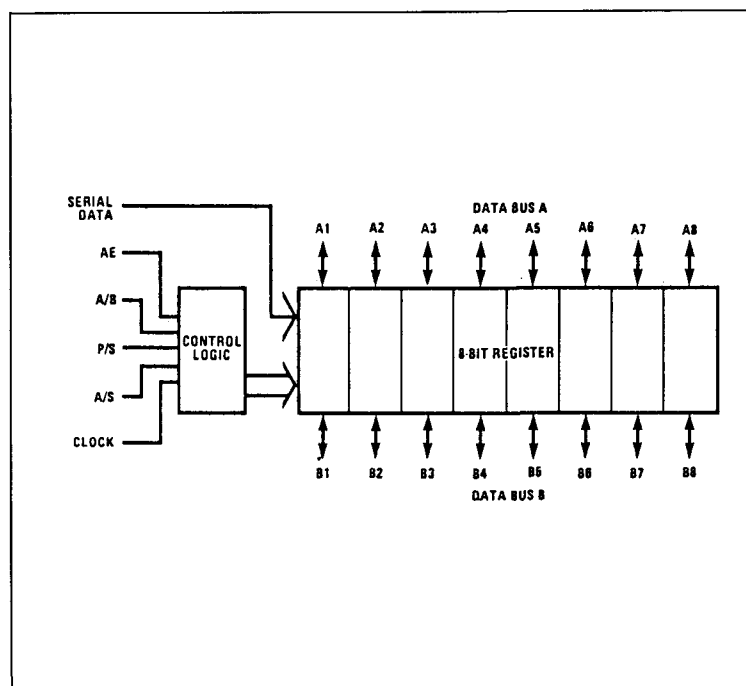 SERIAL
DATA
AE
A/B
P/S
A/S
CLOCK
CONTROL
LOGIC
DATA BUS A
A1 A2 A3 A4 A5 A6 A7 A8
8-BIT REGISTER
B1 B2 B3 B4 B5 B6 B7 B8
DATA BUS B